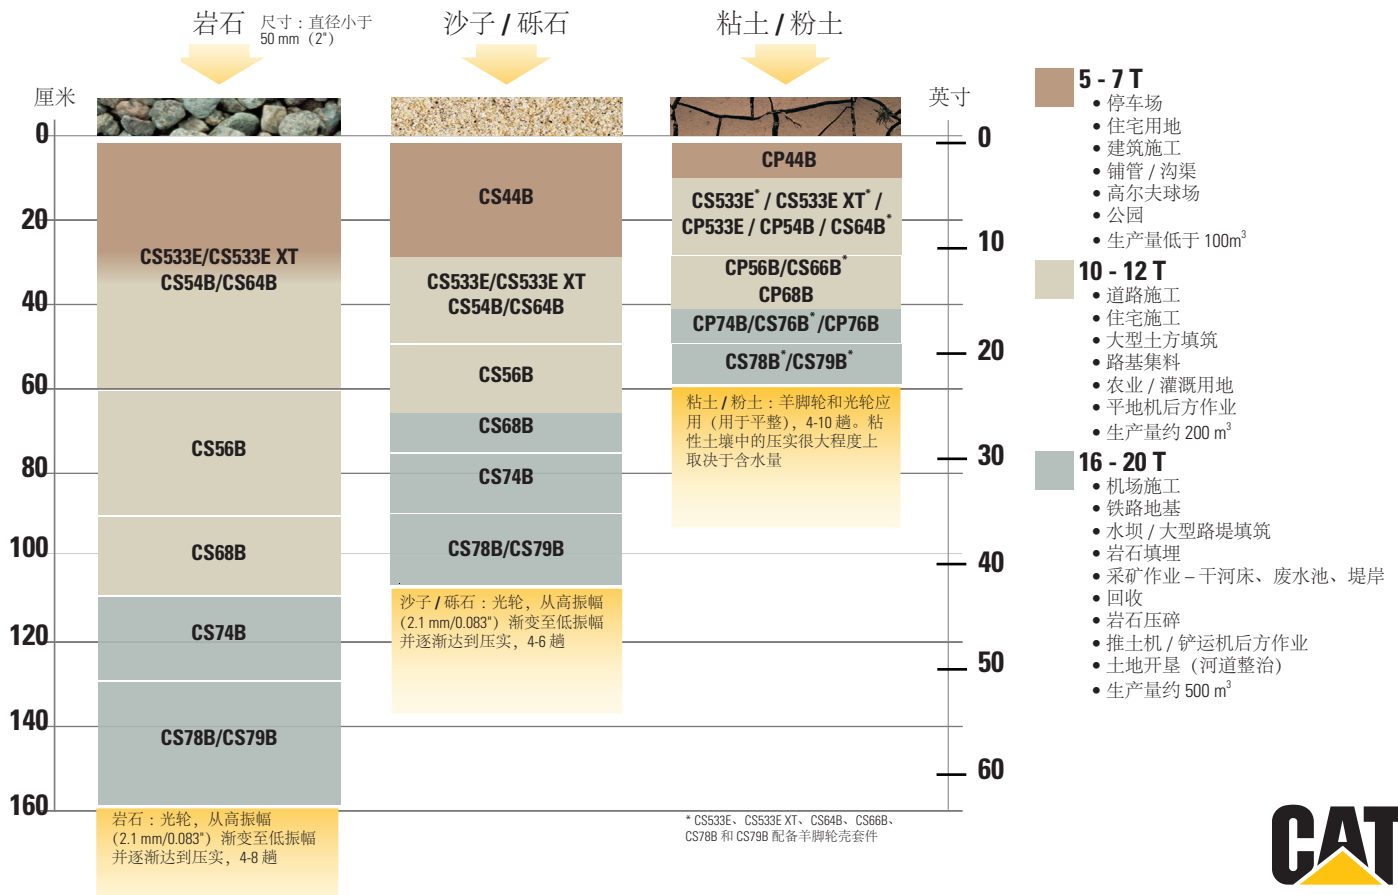 岩石
尺寸：直径小于
50 mm（2"）
沙子 / 砾石
粘土 / 粉土
厘米
0
20
40
60
80
100
120
140
160
CS533E/CS533E XT
CS54B/CS64B
CS56B
CS68B
CS74B
CS78B/CS79B
岩石：光轮，从高振幅
(2.1 mm/0.083"）渐变至低振幅
并逐渐达到压实，4-8 趟
CS44B
CS533E/CS533E XT
CS54B/CS64B
CS56B
CS68B
CS74B
CS78B/CS79B
沙子 / 砾石：光轮，从高振幅
(2.1 mm/0.083"）渐变至低振幅
并逐渐达到压实，4-6 趟
CP44B
CS533E* / CS533E XT* /
CP533E / CP54B / CS64B*
CP56B/CS66B*
CP68B
CP74B/CS76B*/CP76B
CS78B*/CS79B*
粘土 / 粉土：羊脚轮和光轮应
用（用于平整），4-10 趟。粘
性土壤中的压实很大程度上
取决于含水量
* CS533E、CS533E XT、CS64B、CS66B、
CS78B 和 CS79B 配备羊脚轮壳套件
英寸
0
10
20
30
40
50
60
5 - 7 T
• 停车场
• 住宅用地
• 建筑施工
• 铺管 / 沟渠
• 高尔夫球场
• 公园
• 生产量低于 100m³
10 - 12 T
• 道路施工
• 住宅施工
• 大型土方填筑
• 路基集料
• 农业 / 灌溉用地
• 平地机后方作业
• 生产量约 200 m³
16 - 20 T
• 机场施工
• 铁路地基
• 水坝 / 大型路堤填筑
• 岩石填埋
• 采矿作业 – 干河床、废水池、堤岸
• 回收
• 岩石压碎
• 推土机 / 铲运机后方作业
• 土地开垦（河道整治）
• 生产量约 500 m³
CAT